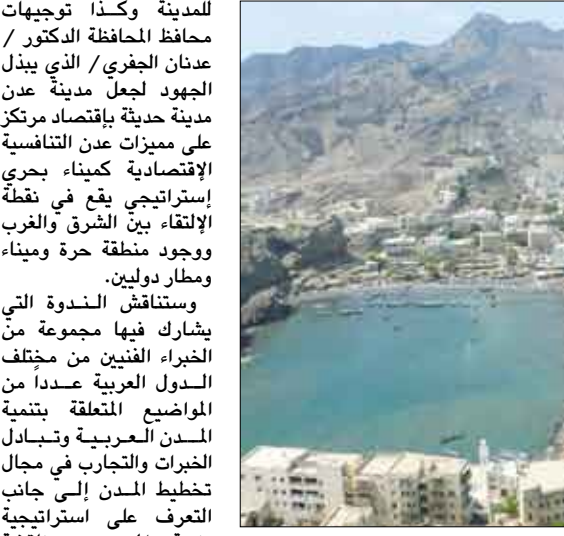 للمدينة وكذا توجيهات
محافظ المحافظة الدكتور /
عدنان الجفري/ الذي يبذل
الجهود لجعل مدينة عدن
مدينة حديثة بإقتصاد مرتكز
على مميزات عدن التنافسية
الإقتصادية كميناء بحري
إستراتيجي يقع في نقطة
الإلتقاء بين الشرق والغرب
ووجود منطقة حرة وميناء
ومطار دوليين.
وستناقش الندوة التي
يشارك فيها مجموعة من
الخبراء الفنيين من مختلف
الدول العربية عدداً من
المواضيع المتعلقة بتنمية
المدن العربية وتبادل
الخبرات والتجارب في مجال
تخطيط المدن إلى جانب
التعرف على استراتيجية